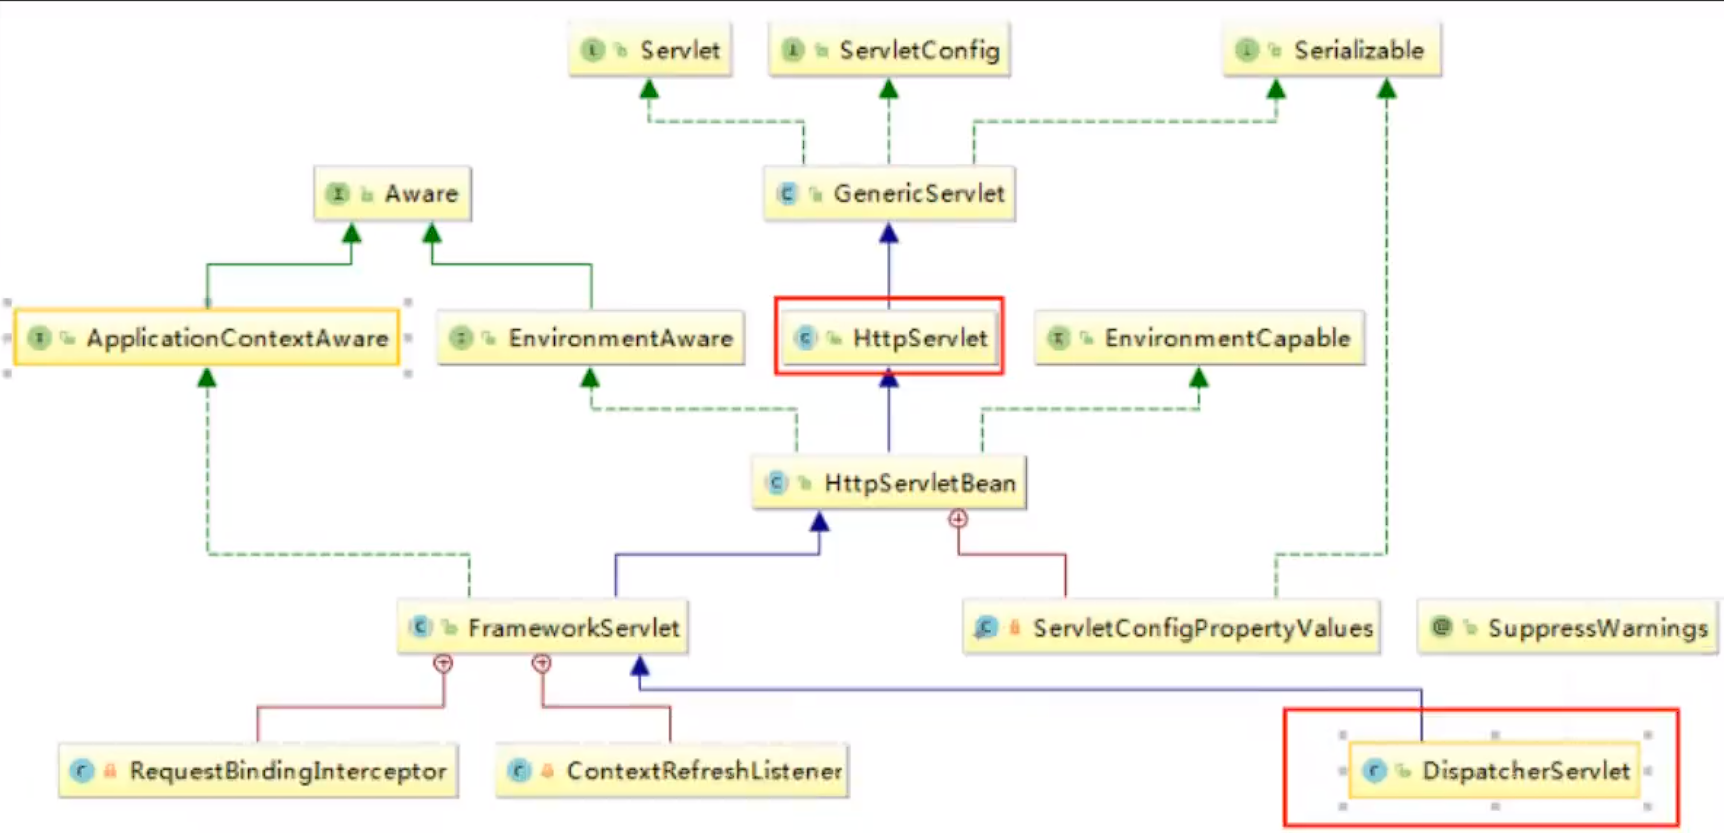 Servlet
ServletConfig
Serializable
Aware
GenericServlet
ApplicationContextAware
EnvironmentAware
HttpServlet
EnvironmentCapable
HttpServletBean
FrameworkServlet
ServletConfigPropertyValues
SuppressWarnings
RequestBindingInterceptor
ContextRefreshListener
DispatcherServlet